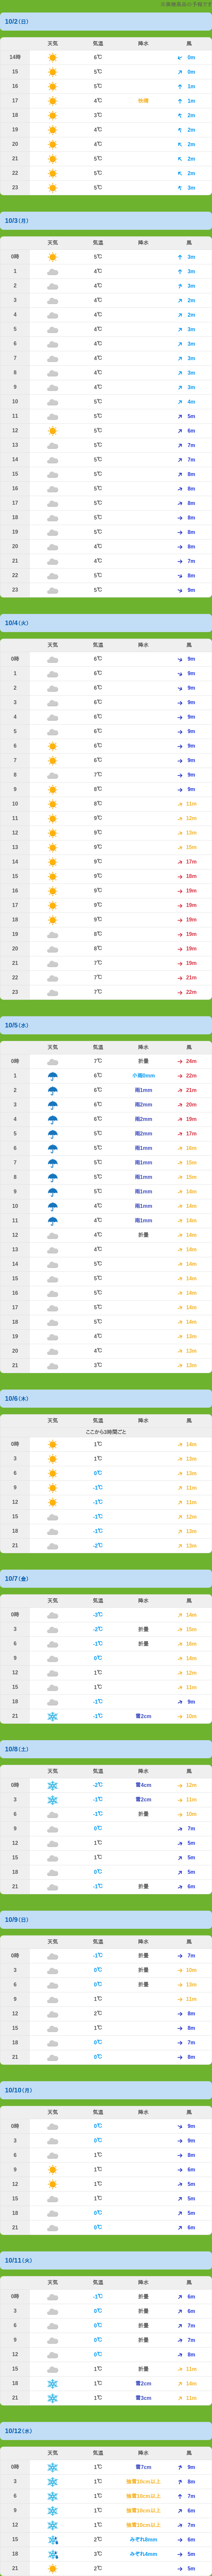 10/2(日)
天気 気温 降水 風
14時 6℃ 0m
15 5℃ 0m
16 5℃ 1m
17 4℃ 1m
18 3℃ 2m
19 4℃ 2m
20 4℃ 2m
21 5℃ 2m
22 5℃ 2m
23 5℃ 3m
10/3(月)
天気 気温 降水 風
0時 5℃ 3m
1 4℃ 3m
2 4℃ 3m
3 4℃ 2m
4 4℃ 2m
5 4℃ 3m
6 4℃ 3m
7 4℃ 3m
8 4℃ 3m
9 4℃ 3m
10 5℃ 4m
11 5℃ 5m
12 5℃ 6m
13 5℃ 7m
14 5℃ 7m
15 5℃ 8m
16 5℃ 8m
17 5℃ 8m
18 5℃ 8m
19 5℃ 8m
20 4℃ 8m
21 4℃ 7m
22 5℃ 8m
23 5℃ 9m
10/4(火)
天気 気温 降水 風
0時 6℃ 9m
1 6℃ 9m
2 6℃ 9m
3 6℃ 9m
4 6℃ 9m
5 6℃ 9m
6 6℃ 9m
7 6℃ 9m
8 7℃ 9m
9 8℃ 9m
10 8℃ 11m
11 9℃ 12m
12 9℃ 13m
13 9℃ 15m
14 9℃ 17m
15 9℃ 18m
16 9℃ 19m
17 9℃ 19m
18 9℃ 19m
19 8℃ 19m
20 8℃ 19m
21 7℃ 19m
22 7℃ 21m
23 7℃ 22m
10/5(水)
天気 気温 降水 風
0時 7℃ 折畳 24m
1 6℃ 小雨0mm 22m
2 6℃ 雨1mm 21m
3 6℃ 雨2mm 20m
4 6℃ 雨2mm 19m
5 5℃ 雨2mm 17m
6 5℃ 雨1mm 16m
7 5℃ 雨1mm 15m
8 5℃ 雨1mm 15m
9 5℃ 雨1mm 14m
10 4℃ 雨1mm 14m
11 4℃ 雨1mm 14m
12 4℃ 折畳 14m
13 4℃ 14m
14 5℃ 14m
15 5℃ 14m
16 5℃ 14m
17 5℃ 14m
18 5℃ 14m
19 4℃ 13m
20 4℃ 13m
21 3℃ 13m
10/6(木)
天気 気温 降水 風
ここから3時間ごと
0時 1℃ 14m
3 1℃ 13m
6 0℃ 13m
9 -1℃ 11m
12 -1℃ 11m
15 -1℃ 12m
18 -1℃ 13m
21 -2℃ 13m
10/7(金)
天気 気温 降水 風
0時 -3℃ 14m
3 -2℃ 折畳 15m
6 -1℃ 折畳 16m
9 0℃ 14m
12 1℃ 12m
15 1℃ 11m
18 -1℃ 9m
21 -1℃ 雪2cm 10m
10/8(土)
天気 気温 降水 風
0時 -2℃ 雪4cm 12m
3 -1℃ 雪2cm 11m
6 -1℃ 折畳 10m
9 0℃ 7m
12 1℃ 5m
15 1℃ 5m
18 0℃ 5m
21 -1℃ 折畳 6m
10/9(日)
天気 気温 降水 風
0時 -1℃ 折畳 7m
3 0℃ 折畳 10m
6 0℃ 折畳 13m
9 1℃ 11m
12 2℃ 8m
15 1℃ 8m
18 0℃ 7m
21 0℃ 8m
10/10(月)
天気 気温 降水 風
0時 0℃ 9m
3 0℃ 9m
6 1℃ 8m
9 1℃ 6m
12 1℃ 5m
15 1℃ 5m
18 0℃ 5m
21 0℃ 6m
10/11(火)
天気 気温 降水 風
0時 -1℃ 折畳 6m
3 0℃ 折畳 6m
6 0℃ 折畳 7m
9 0℃ 折畳 7m
12 0℃ 8m
15 1℃ 折畳 11m
18 1℃ 雪2cm 14m
21 1℃ 雪3cm 11m
10/12(水)
天気 気温 降水 風
0時 1℃ 雪7cm 9m
3 1℃ 強雪10cm以上 8m
6 1℃ 強雪10cm以上 7m
9 1℃ 強雪10cm以上 6m
12 1℃ 強雪10cm以上 7m
15 2℃ みぞれ8mm 6m
18 3℃ みぞれ4mm 5m
21 2℃ 5m